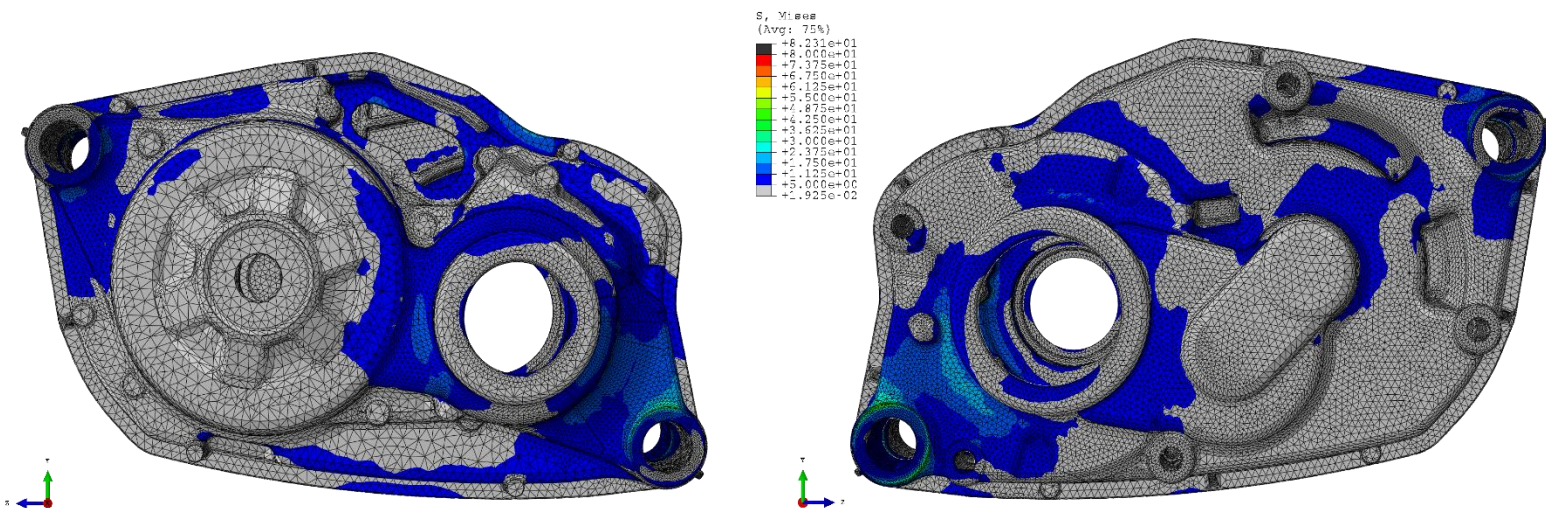 S, Mises
(Avg: 75%)
+8.231e+01
+8.000e+01
+7.375e+01
+6.750e+01
+6.125e+01
+5.500e+01
+4.875e+01
+4.250e+01
+3.625e+01
+3.000e+01
+2.375e+01
+1.750e+01
+1.125e+01
+5.000e+00
+1.925e-02
Y
Y
Z